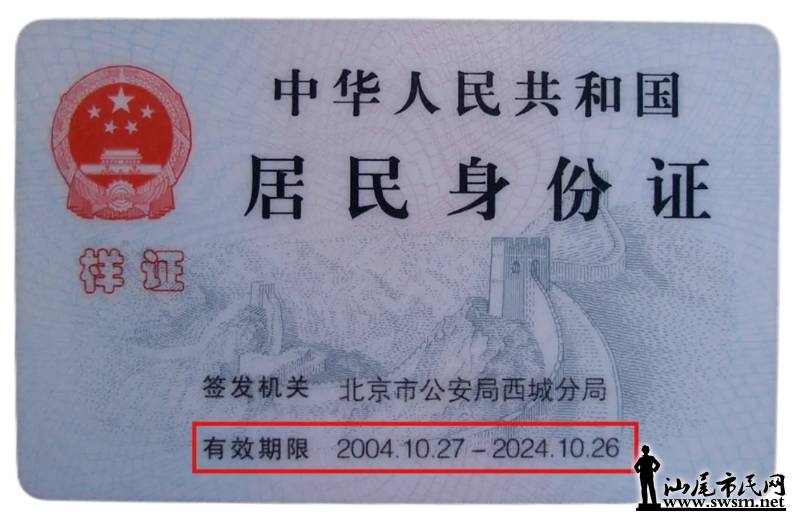 中华人民共和国
居民身份证
样证
签发机关 北京市公安局西城分局
有效期限 2004.10.27 - 2024.10.26
汕尾市民网
www.swsm.net